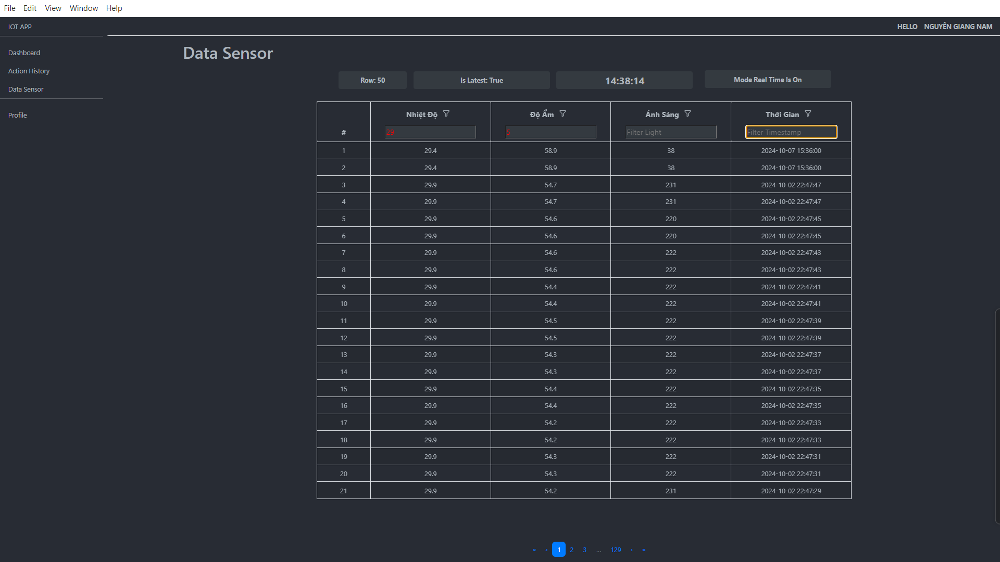 File Edit View Window Help
IOT APP
HELLO NGUYỄN GIANG NAM
Dashboard
Action History
Data Sensor
Profile
Data Sensor
Row: 50 Is Latest: True 14:38:14 Mode Real Time Is On
# Nhiệt Độ Độ Ẩm Ánh Sáng Thời Gian
29 5 Filter Light Filter Timestamp
1 29.4 58.9 38 2024-10-07 15:36:00
2 29.4 58.9 38 2024-10-07 15:36:00
3 29.9 54.7 231 2024-10-02 22:47:47
4 29.9 54.7 231 2024-10-02 22:47:47
5 29.9 54.6 220 2024-10-02 22:47:45
6 29.9 54.6 220 2024-10-02 22:47:45
7 29.9 54.6 222 2024-10-02 22:47:43
8 29.9 54.6 222 2024-10-02 22:47:43
9 29.9 54.4 222 2024-10-02 22:47:41
10 29.9 54.4 222 2024-10-02 22:47:41
11 29.9 54.5 222 2024-10-02 22:47:39
12 29.9 54.5 222 2024-10-02 22:47:39
13 29.9 54.3 222 2024-10-02 22:47:37
14 29.9 54.3 222 2024-10-02 22:47:37
15 29.9 54.4 222 2024-10-02 22:47:35
16 29.9 54.4 222 2024-10-02 22:47:35
17 29.9 54.2 222 2024-10-02 22:47:33
18 29.9 54.2 222 2024-10-02 22:47:33
19 29.9 54.3 222 2024-10-02 22:47:31
20 29.9 54.3 222 2024-10-02 22:47:31
21 29.9 54.2 231 2024-10-02 22:47:29
« ‹ 1 2 3 ... 129 › »